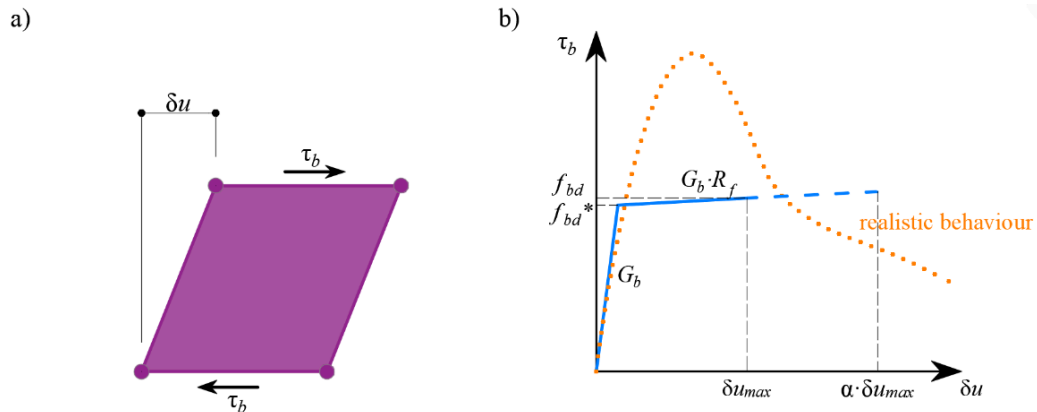 a)
δu
τb
τb
b)
τb
fbd
fbd*
Gb·Rf
Gb
realistic behaviour
δumax
α·δumax
δu